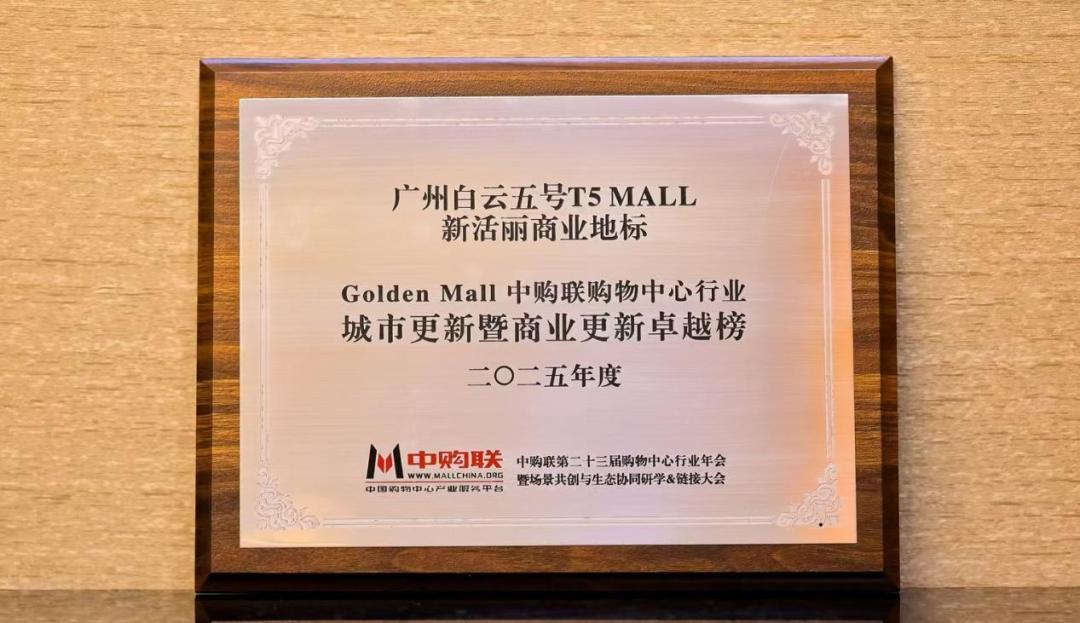 广州白云五号T5 MALL
新活丽商业地标
Golden Mall 中购联购物中心行业
城市更新暨商业更新卓越榜
二〇二五年度
中购联
WWW.MALLCHINA.ORG
中国购物中心产业服务平台
中购联第二十三届购物中心行业年会
暨场景共创与生态协同研学&链接大会